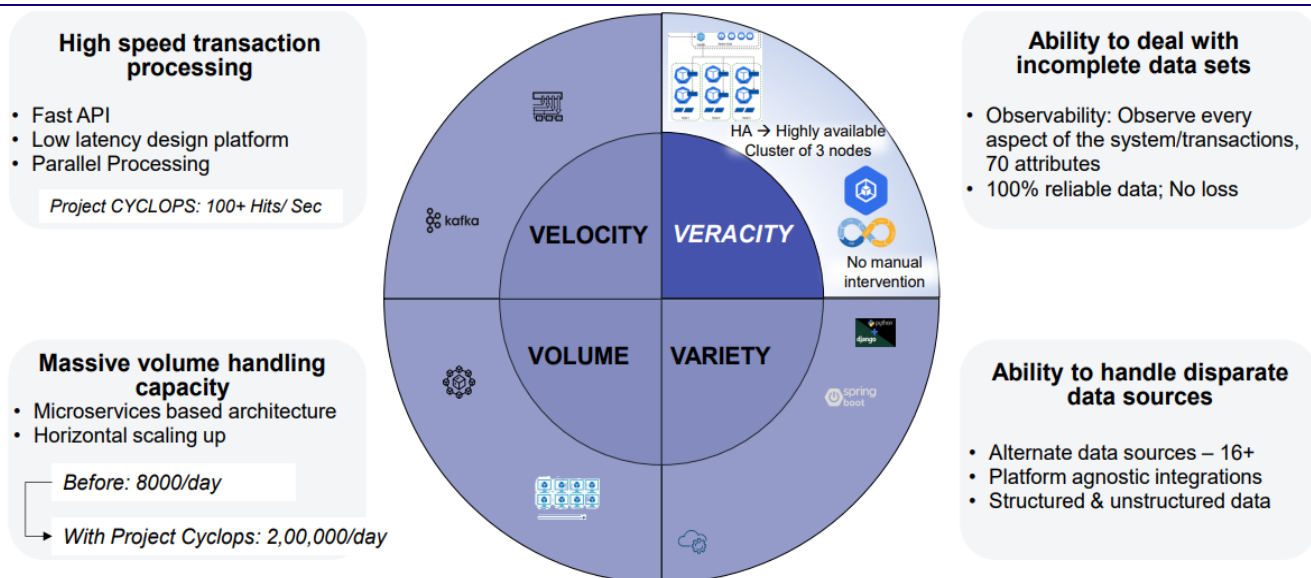 High speed transaction
processing
• Fast API
• Low latency design platform
• Parallel Processing
Project CYCLOPS: 100+ Hits/ Sec
Massive volume handling
capacity
• Microservices based architecture
• Horizontal scaling up
Before: 8000/day
With Project Cyclops: 2,00,000/day
kafka
VELOCITY
VERACITY
HA → Highly available
Cluster of 3 nodes
No manual
intervention
VOLUME
VARIETY
python
django
spring
boot
Ability to deal with
incomplete data sets
• Observability: Observe every
aspect of the system/transactions,
70 attributes
• 100% reliable data; No loss
Ability to handle disparate
data sources
• Alternate data sources – 16+
• Platform agnostic integrations
• Structured & unstructured data